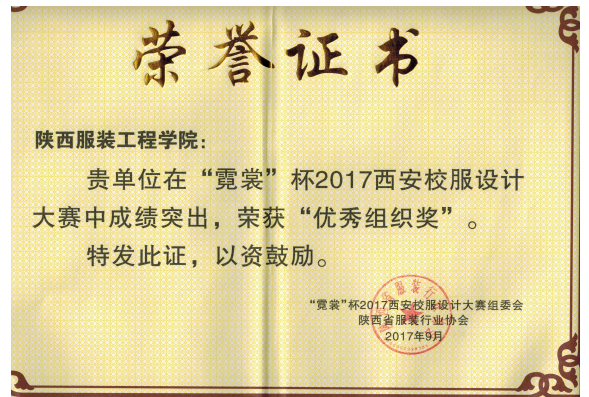 荣誉证书
陕西服装工程学院：
贵单位在“霓裳”杯2017西安校服设计
大赛中成绩突出，荣获“优秀组织奖”。
特发此证，以资鼓励。
“霓裳”杯2017西安校服设计大赛组委会
陕西省服装行业协会
2017年9月